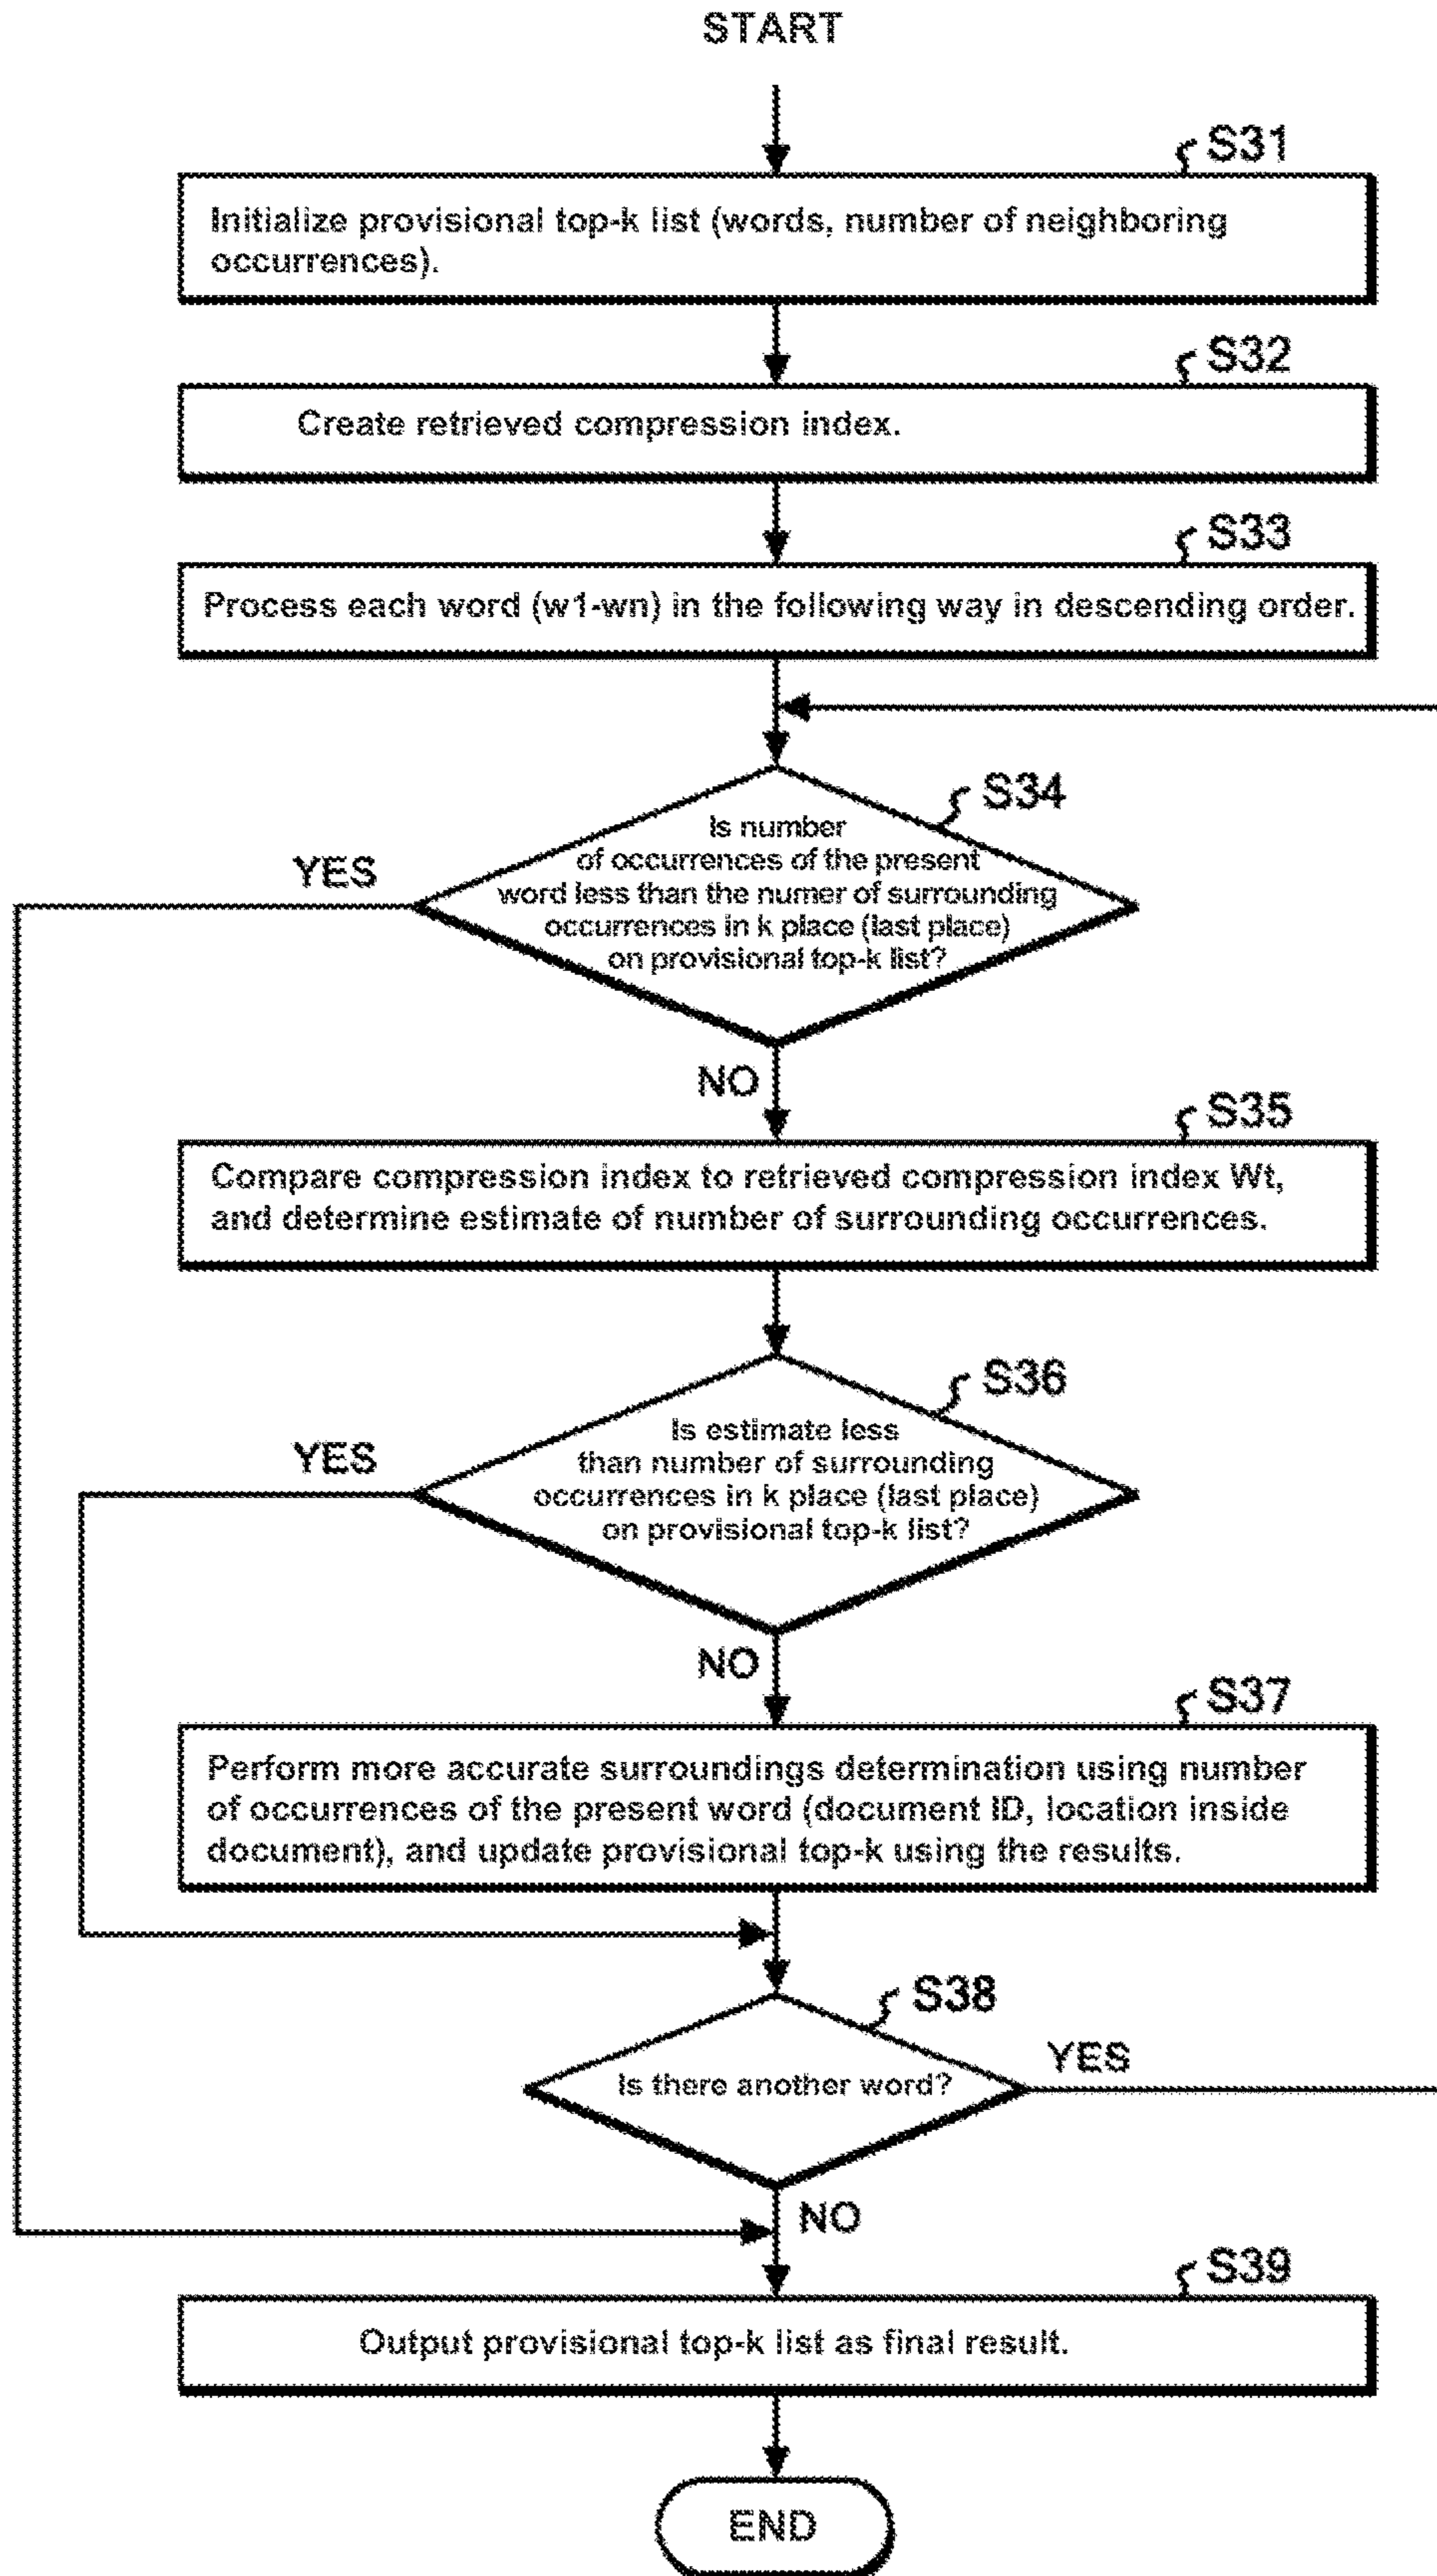 START
S31
Initialize provisional top-k list (words, number of neighboring
occurrences).
S32
Create retrieved compression index.
S33
Process each word (w1-wn) in the following way in descending order.
S34
Is number
of occurrences of the present
word less than the numer of surrounding
occurrences in k place (last place)
on provisional top-k list?
YES
NO
S35
Compare compression index to retrieved compression index Wt,
and determine estimate of number of surrounding occurrences.
S36
Is estimate less
than number of surrounding
occurrences in k place (last place)
on provisional top-k list?
YES
NO
S37
Perform more accurate surroundings determination using number
of occurrences of the present word (document ID, location inside
document), and update provisional top-k using the results.
S38
Is there another word?
YES
NO
S39
Output provisional top-k list as final result.
END